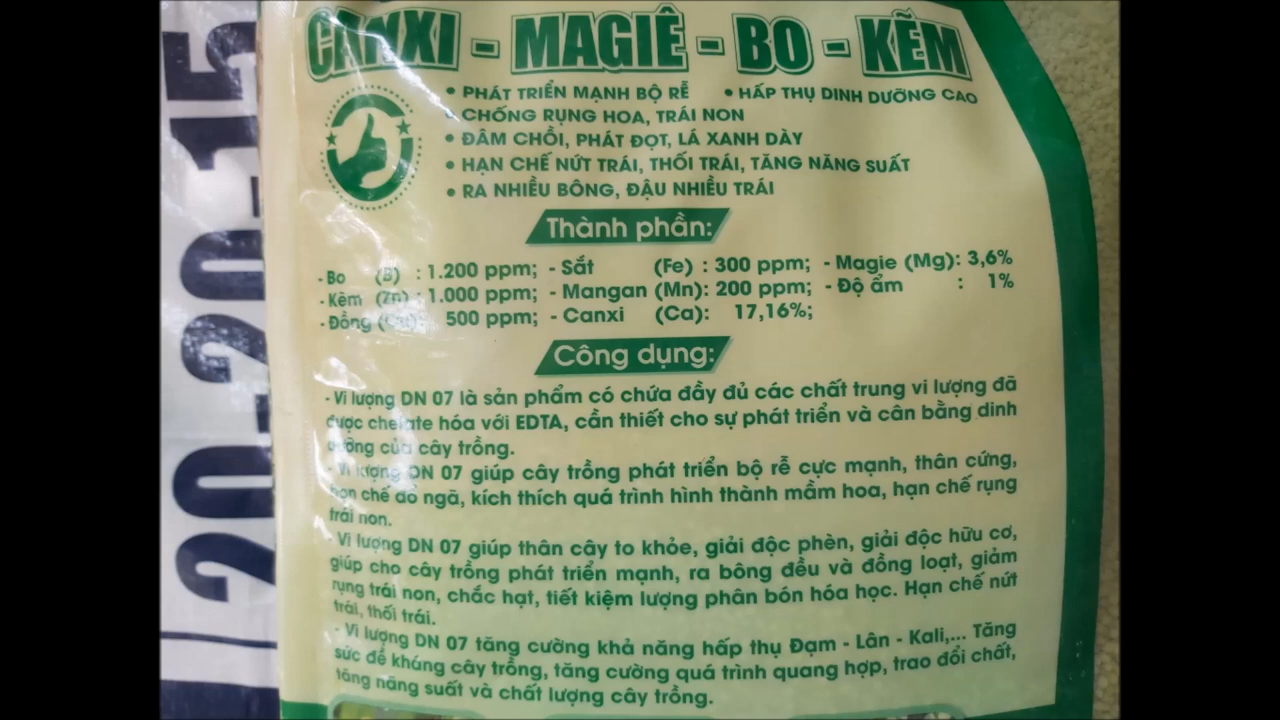 CANXI - MAGIÊ - BO - KẼM
• PHÁT TRIỂN MẠNH BỘ RỄ • HẤP THỤ DINH DƯỠNG CAO
• CHỐNG RỤNG HOA, TRÁI NON
• ĐÂM CHỒI, PHÁT ĐỌT, LÁ XANH DÀY
• HẠN CHẾ NỨT TRÁI, THỐI TRÁI, TĂNG NĂNG SUẤT
• RA NHIỀU BÔNG, ĐẬU NHIỀU TRÁI
Thành phần:
- Bo (B) : 1.200 ppm; - Sắt (Fe) : 300 ppm; - Magie (Mg): 3,6%
- Kẽm (Zn) : 1.000 ppm; - Mangan (Mn): 200 ppm; - Độ ẩm : 1%
- Đồng (Cu): 500 ppm; - Canxi (Ca): 17,16%;
Công dụng:
- Vi lượng DN 07 là sản phẩm có chứa đầy đủ các chất trung vi lượng đã
được chelate hóa với EDTA, cần thiết cho sự phát triển và cân bằng dinh
dưỡng của cây trồng.
- Vi lượng DN 07 giúp cây trồng phát triển bộ rễ cực mạnh, thân cứng,
hạn chế đỗ ngã, kích thích quá trình hình thành mầm hoa, hạn chế rụng
trái non.
- Vi lượng DN 07 giúp thân cây to khỏe, giải độc phèn, giải độc hữu cơ,
giúp cho cây trồng phát triển mạnh, ra bông đều và đồng loạt, giảm
rụng trái non, chắc hạt, tiết kiệm lượng phân bón hóa học. Hạn chế nứt
trái, thối trái.
- Vi lượng DN 07 tăng cường khả năng hấp thụ Đạm - Lân - Kali,... Tăng
sức đề kháng cây trồng, tăng cường quá trình quang hợp, trao đổi chất,
tăng năng suất và chất lượng cây trồng.
20-20-15